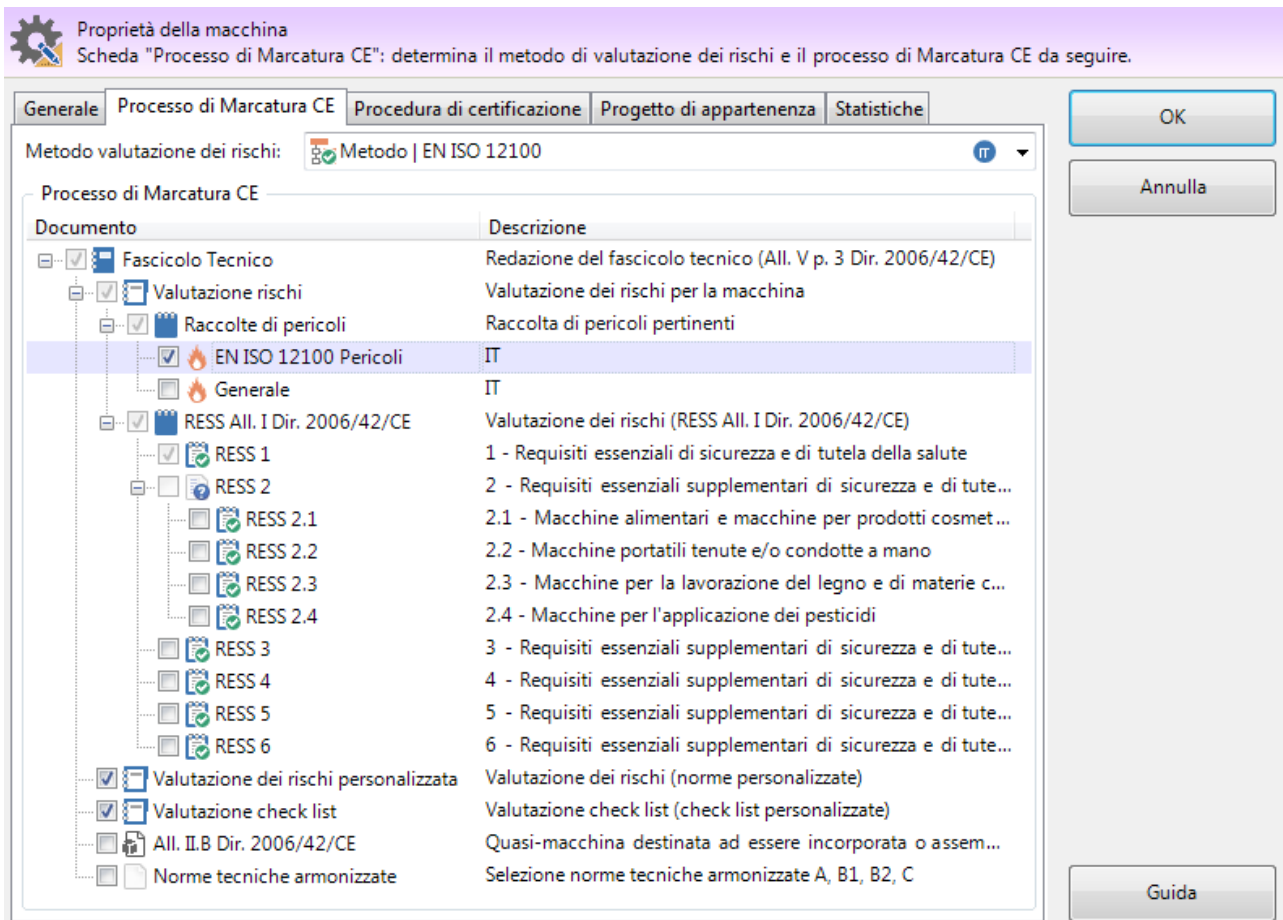 Proprietà della macchina
Scheda "Processo di Marcatura CE": determina il metodo di valutazione dei rischi e il processo di Marcatura CE da seguire.
Generale Processo di Marcatura CE Procedura di certificazione Progetto di appartenenza Statistiche
OK
Metodo valutazione dei rischi: Metodo | EN ISO 12100 IT
Annulla
Processo di Marcatura CE
Documento Descrizione
Fascicolo Tecnico Redazione del fascicolo tecnico (All. V p. 3 Dir. 2006/42/CE)
Valutazione rischi Valutazione dei rischi per la macchina
Raccolte di pericoli Raccolta di pericoli pertinenti
EN ISO 12100 Pericoli IT
Generale IT
RESS All. I Dir. 2006/42/CE Valutazione dei rischi (RESS All. I Dir. 2006/42/CE)
RESS 1 1 - Requisiti essenziali di sicurezza e di tutela della salute
RESS 2 2 - Requisiti essenziali supplementari di sicurezza e di tute...
RESS 2.1 2.1 - Macchine alimentari e macchine per prodotti cosmet...
RESS 2.2 2.2 - Macchine portatili tenute e/o condotte a mano
RESS 2.3 2.3 - Macchine per la lavorazione del legno e di materie c...
RESS 2.4 2.4 - Macchine per l'applicazione dei pesticidi
RESS 3 3 - Requisiti essenziali supplementari di sicurezza e di tute...
RESS 4 4 - Requisiti essenziali supplementari di sicurezza e di tute...
RESS 5 5 - Requisiti essenziali supplementari di sicurezza e di tute...
RESS 6 6 - Requisiti essenziali supplementari di sicurezza e di tute...
Valutazione dei rischi personalizzata Valutazione dei rischi (norme personalizzate)
Valutazione check list Valutazione check list (check list personalizzate)
All. II.B Dir. 2006/42/CE Quasi-macchina destinata ad essere incorporata o assem...
Norme tecniche armonizzate Selezione norme tecniche armonizzate A, B1, B2, C
Guida